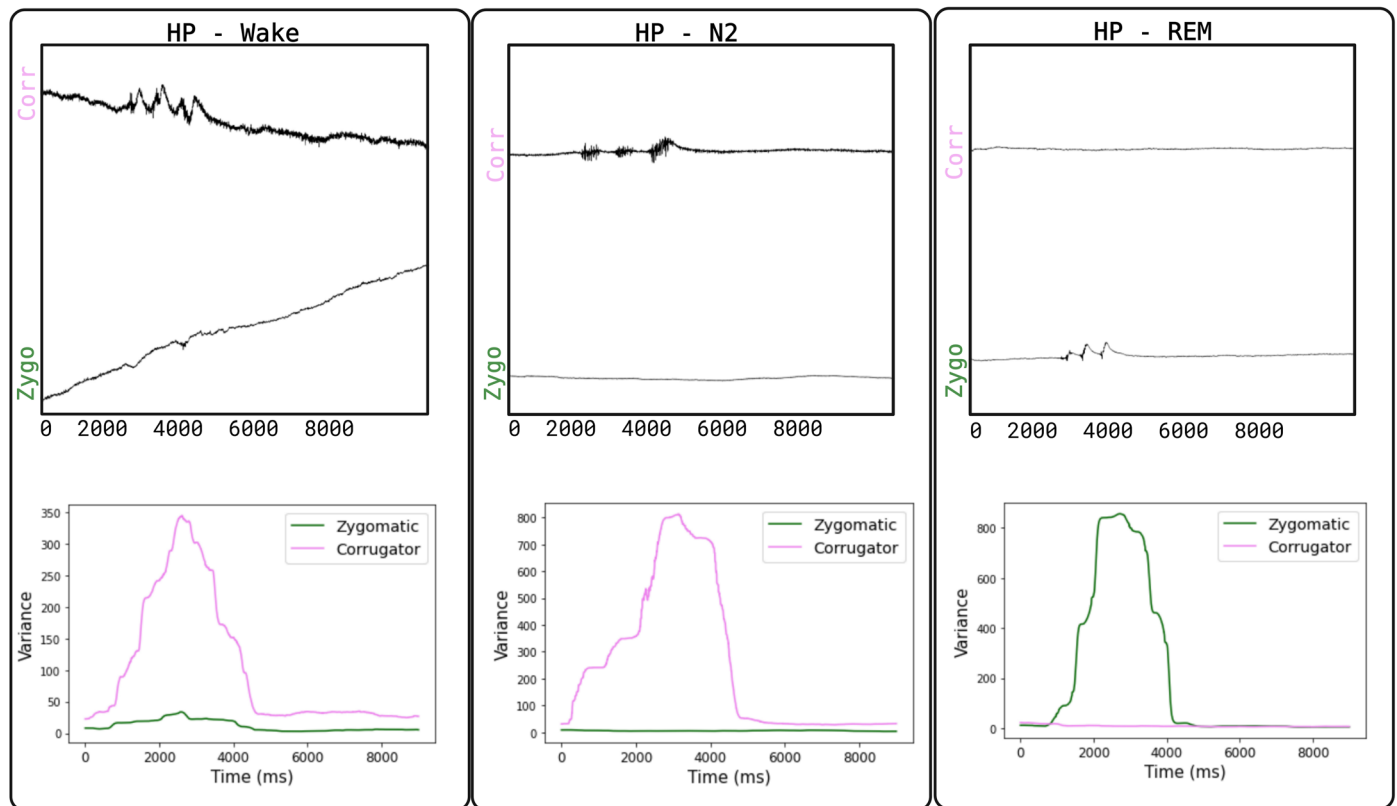 HP - Wake
Corr
Zygo
0 2000 4000 6000 8000
350
300
250
200
150
100
50
0
Variance
Zygomatic
Corrugator
0 2000 4000 6000 8000
Time (ms)
HP - N2
Corr
Zygo
0 2000 4000 6000 8000
800
700
600
500
400
300
200
100
0
Variance
Zygomatic
Corrugator
0 2000 4000 6000 8000
Time (ms)
HP - REM
Corr
Zygo
0 2000 4000 6000 8000
800
600
400
200
0
Variance
Zygomatic
Corrugator
0 2000 4000 6000 8000
Time (ms)